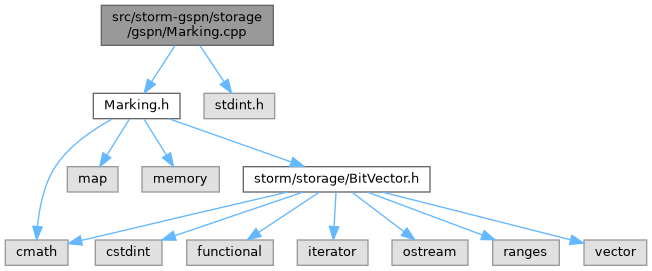 src/storm-gspn/storage
/gspn/Marking.cpp
Marking.h
stdint.h
map
memory
storm/storage/BitVector.h
cmath
cstdint
functional
iterator
ostream
ranges
vector